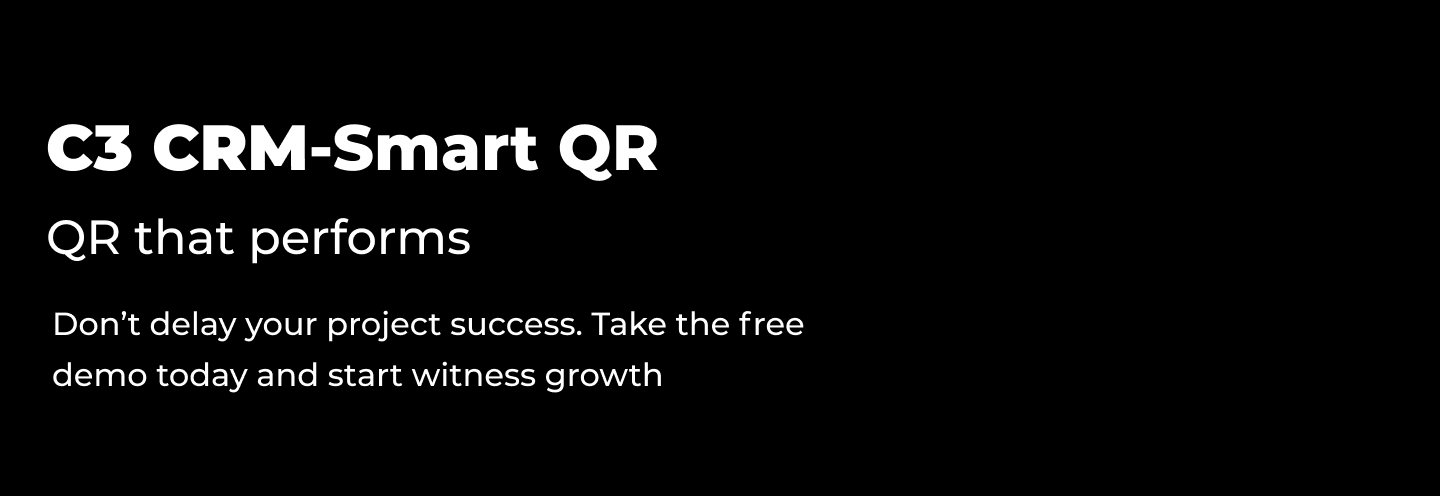 C3 CRM-Smart QR
QR that performs
Don’t delay your project success. Take the free
demo today and start witness growth